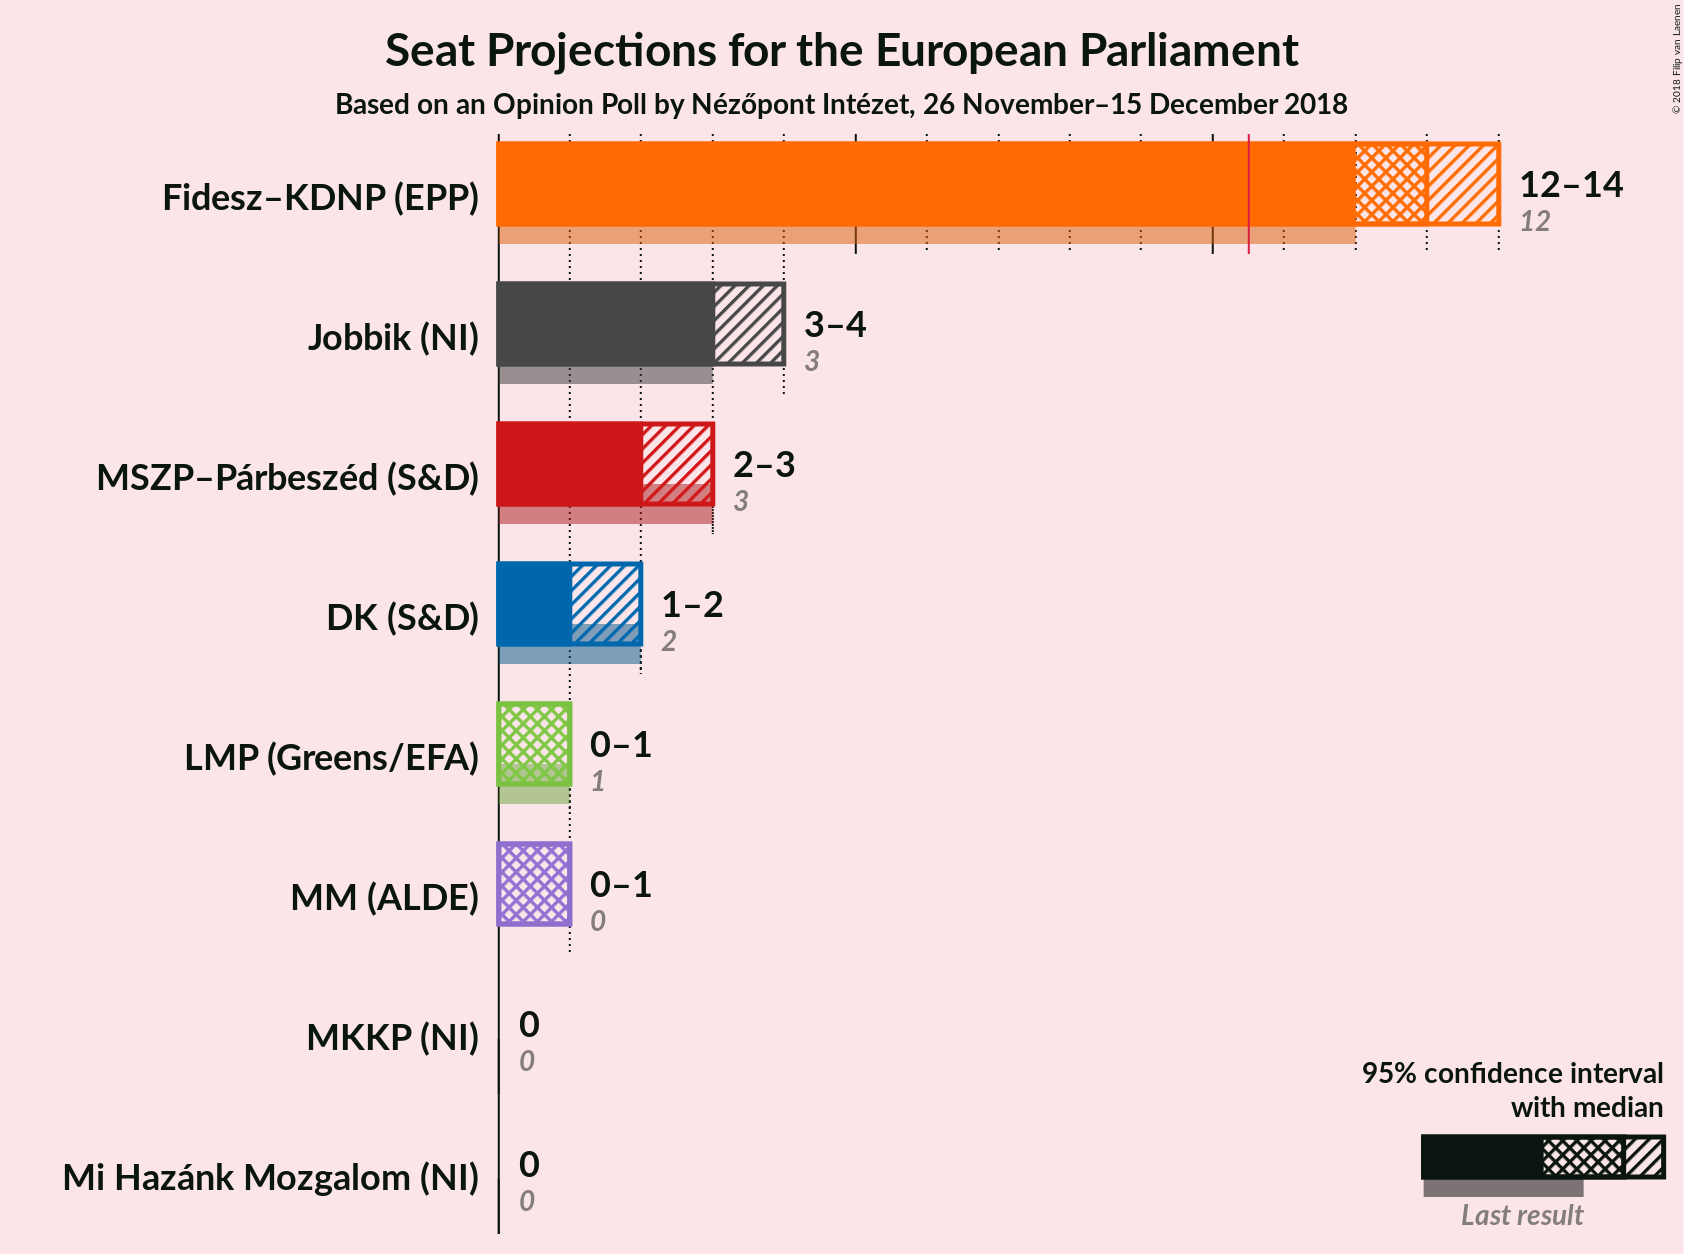 Seat Projections for the European Parliament
Based on an Opinion Poll by Nézőpont Intézet, 26 November–15 December 2018
© 2018 Filip van Laenen
Fidesz–KDNP (EPP)
12–14
12
Jobbik (NI)
3–4
3
MSZP–Párbeszéd (S&D)
2–3
3
DK (S&D)
1–2
2
LMP (Greens/EFA)
0–1
1
MM (ALDE)
0–1
0
MKKP (NI)
0
0
Mi Hazánk Mozgalom (NI)
0
0
95% confidence interval
with median
Last result